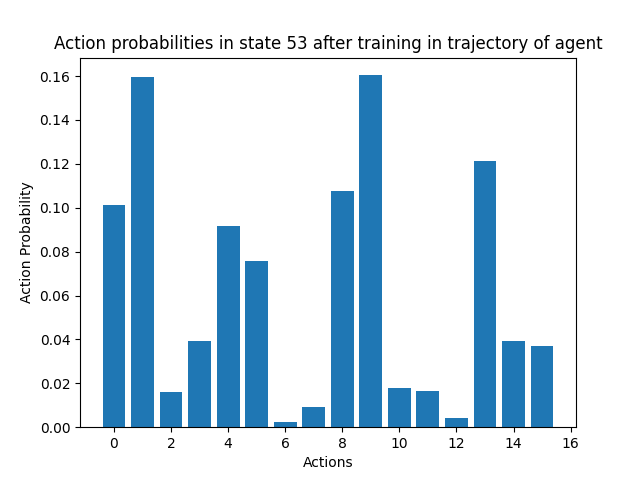 Action probabilities in state 53 after training in trajectory of agent
0.16
0.14
0.12
0.10
0.08
0.06
0.04
0.02
0.00
Action Probability
0 2 4 6 8 10 12 14 16
Actions